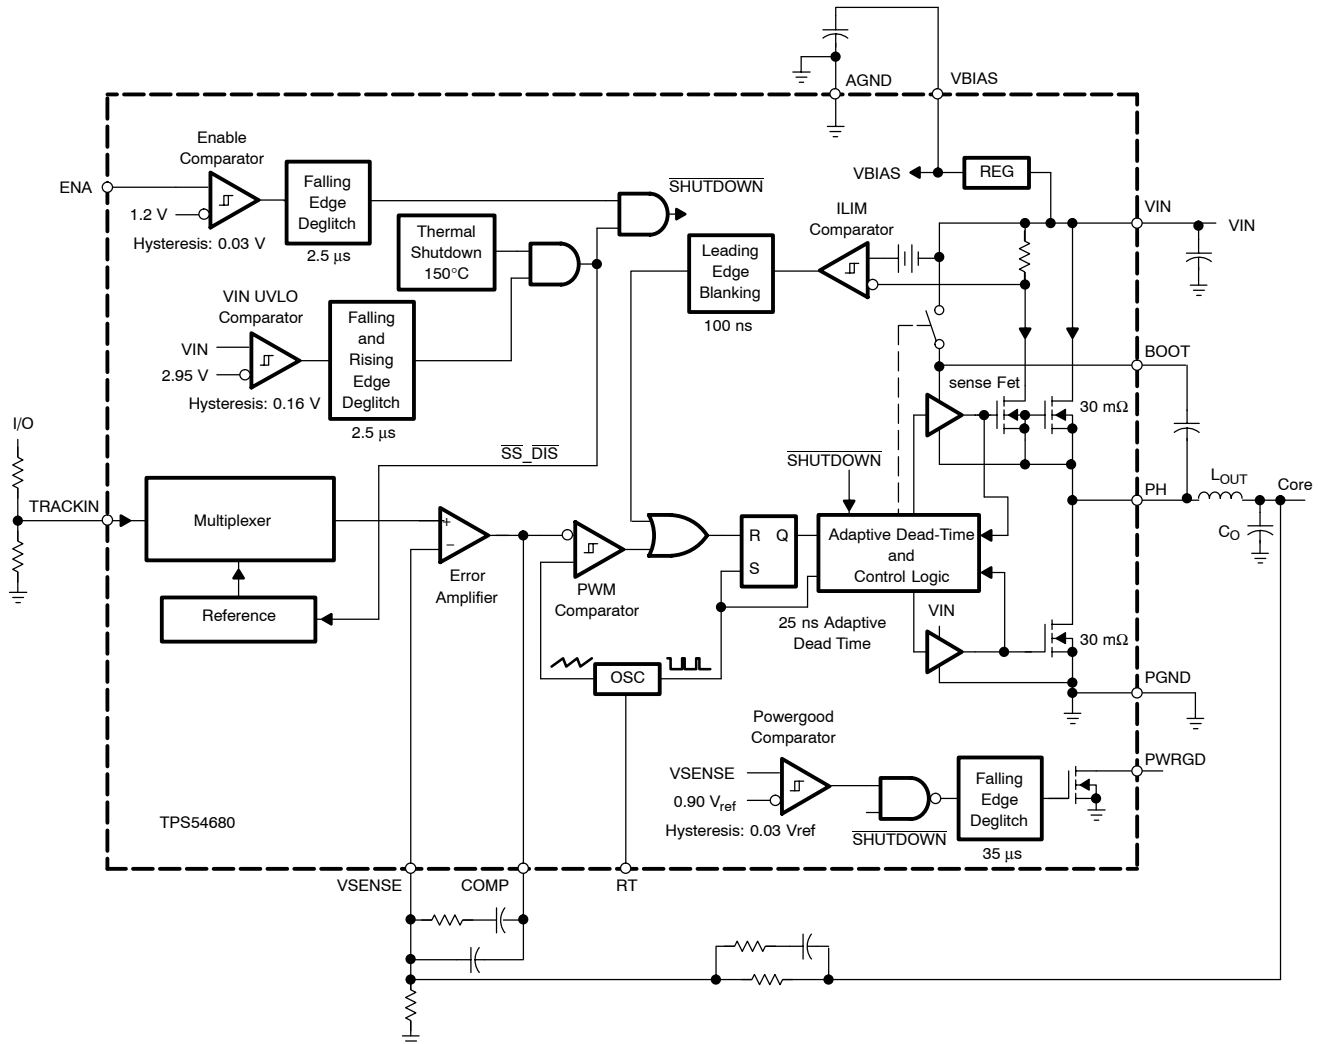 AGND
VBIAS
Enable
Comparator
ENA
1.2 V
Hysteresis: 0.03 V
Falling
Edge
Deglitch
2.5 µs
Thermal
Shutdown
150°C
SHUTDOWN
VBIAS
REG
ILIM
Comparator
Leading
Edge
Blanking
100 ns
VIN
VIN
VIN UVLO
Comparator
VIN
2.95 V
Hysteresis: 0.16 V
Falling
and
Rising
Edge
Deglitch
2.5 µs
BOOT
sense Fet
30 mΩ
I/O
TRACKIN
Multiplexer
Reference
SS_DIS
+
−
Error
Amplifier
PWM
Comparator
R Q
S
SHUTDOWN
Adaptive Dead-Time
and
Control Logic
25 ns Adaptive
Dead Time
VIN
30 mΩ
PH
LOUT
Core
CO
OSC
PGND
Powergood
Comparator
VSENSE
0.90 Vref
Hysteresis: 0.03 Vref
SHUTDOWN
Falling
Edge
Deglitch
35 µs
PWRGD
TPS54680
VSENSE
COMP
RT